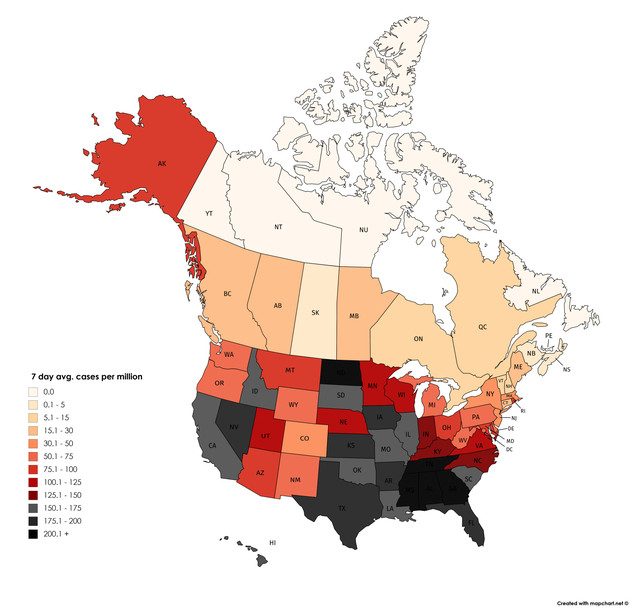 AK
YT
NT
NU
BC
AB
SK
MB
ON
QC
NL
PE
NB
NS
ME
VT
NH
WA
MT
MN
WI
MI
NY
RI
OR
ID
WY
SD
NE
IA
IL
IN
OH
PA
NJ
DE
MD
DC
CA
NV
UT
CO
KS
MO
KY
WV
VA
NC
AZ
NM
OK
AR
SC
TX
LA
FL
HI
7 day avg. cases per million
0.0
0.1 - 5
5.1 - 15
15.1 - 30
30.1 - 50
50.1 - 75
75.1 - 100
100.1 - 125
125.1 - 150
150.1 - 175
175.1 - 200
200.1 +
Created with mapchart.net ©